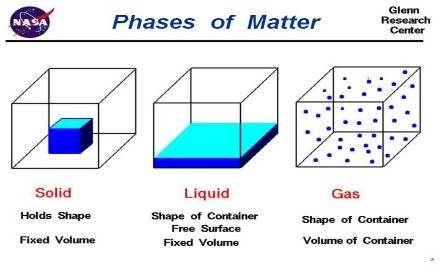 NASA
Phases of Matter
Glenn
Research
Center
Solid
Holds Shape
Fixed Volume
Liquid
Shape of Container
Free Surface
Fixed Volume
Gas
Shape of Container
Volume of Container